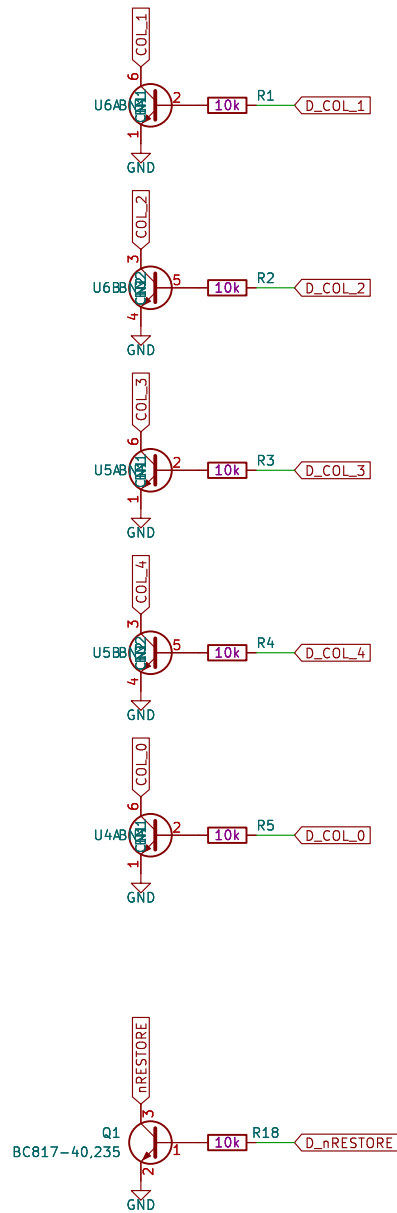 COL_1
6
U6A
2
10k
R1
D_COL_1
1
GND
COL_2
3
U6B
5
10k
R2
D_COL_2
4
GND
COL_3
6
U5A
2
10k
R3
D_COL_3
1
GND
COL_4
3
U5B
5
10k
R4
D_COL_4
4
GND
COL_0
6
U4A
2
10k
R5
D_COL_0
1
GND
nRESTORE
3
Q1
BC817-40,235
1
10k
R18
D_nRESTORE
2
GND